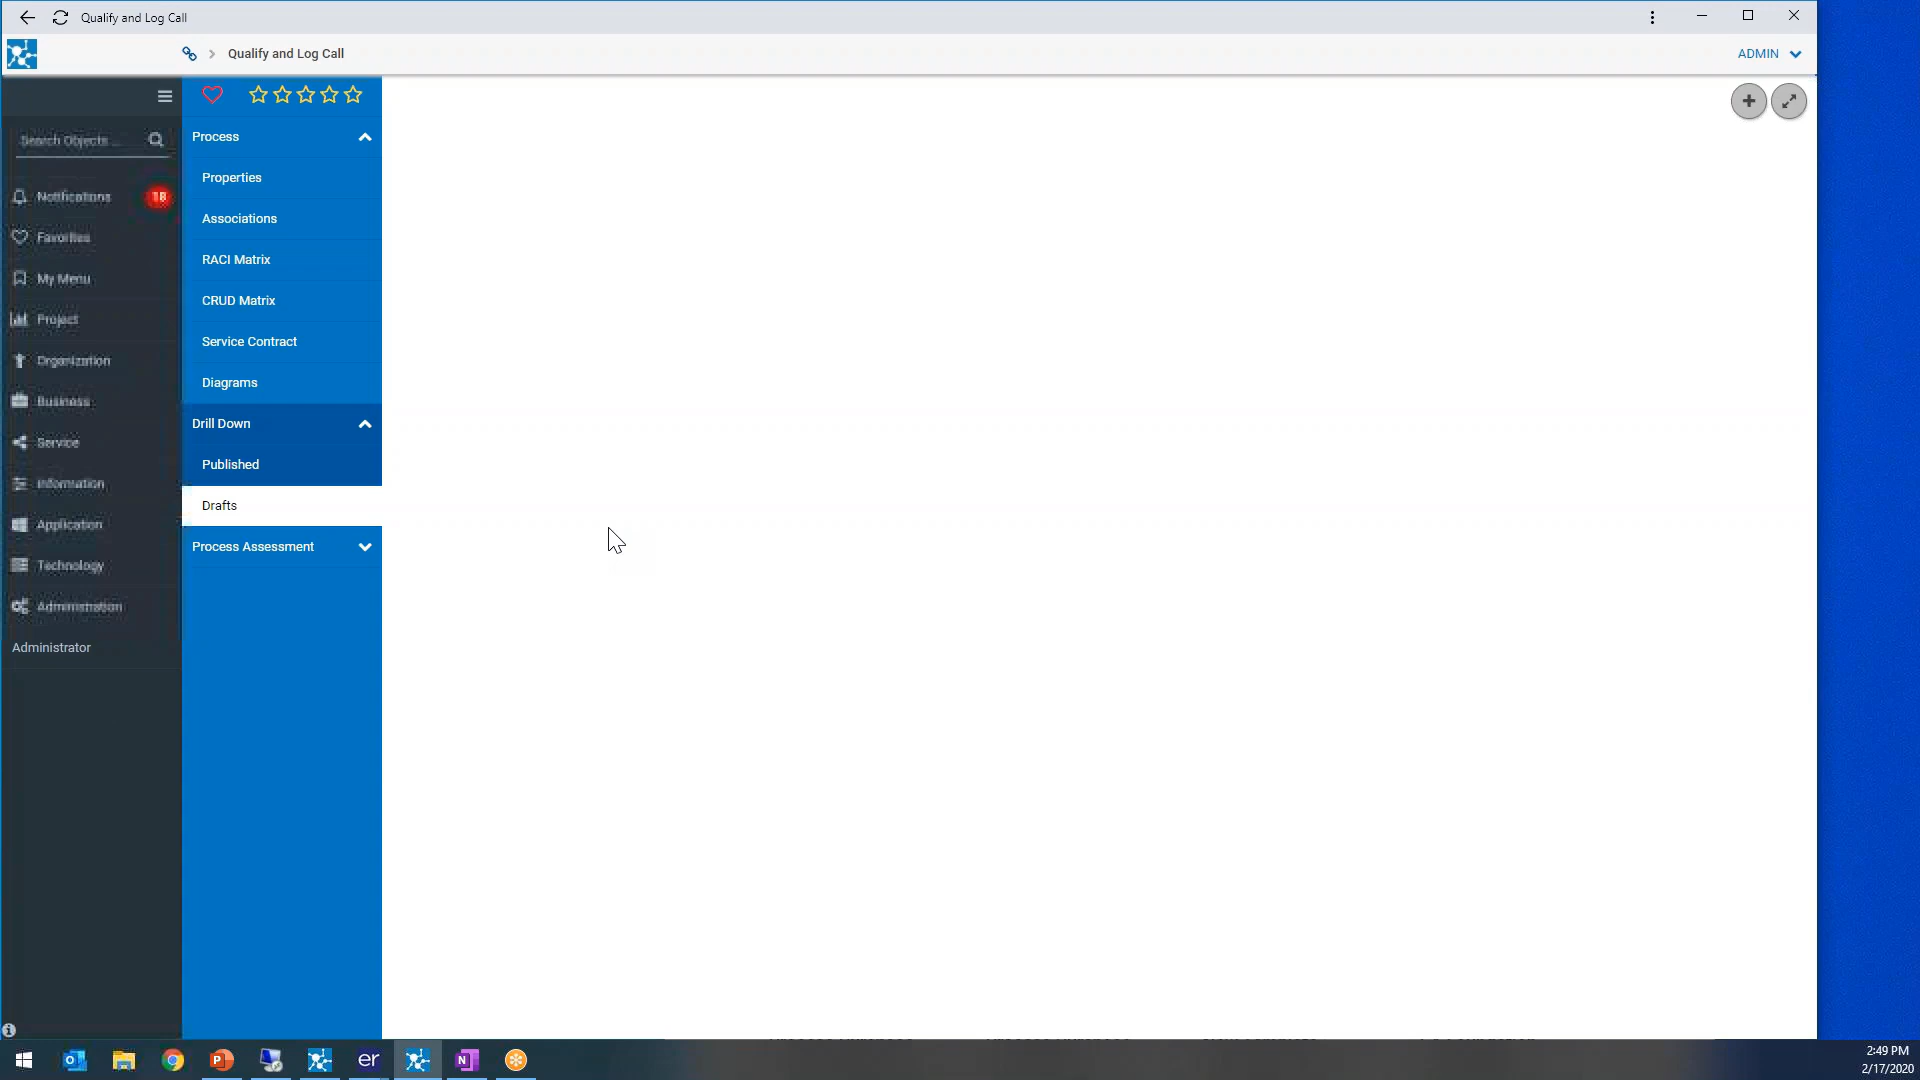 Qualify and Log Call
Qualify and Log Call
ADMIN
Search Objects ...
Notifications
18
Favorites
My Menu
Project
Organization
Business
Service
Information
Application
Technology
Administration
Administrator
Process
Properties
Associations
RACI Matrix
CRUD Matrix
Service Contract
Diagrams
Drill Down
Published
Drafts
Process Assessment
er
2:49 PM
2/17/2020